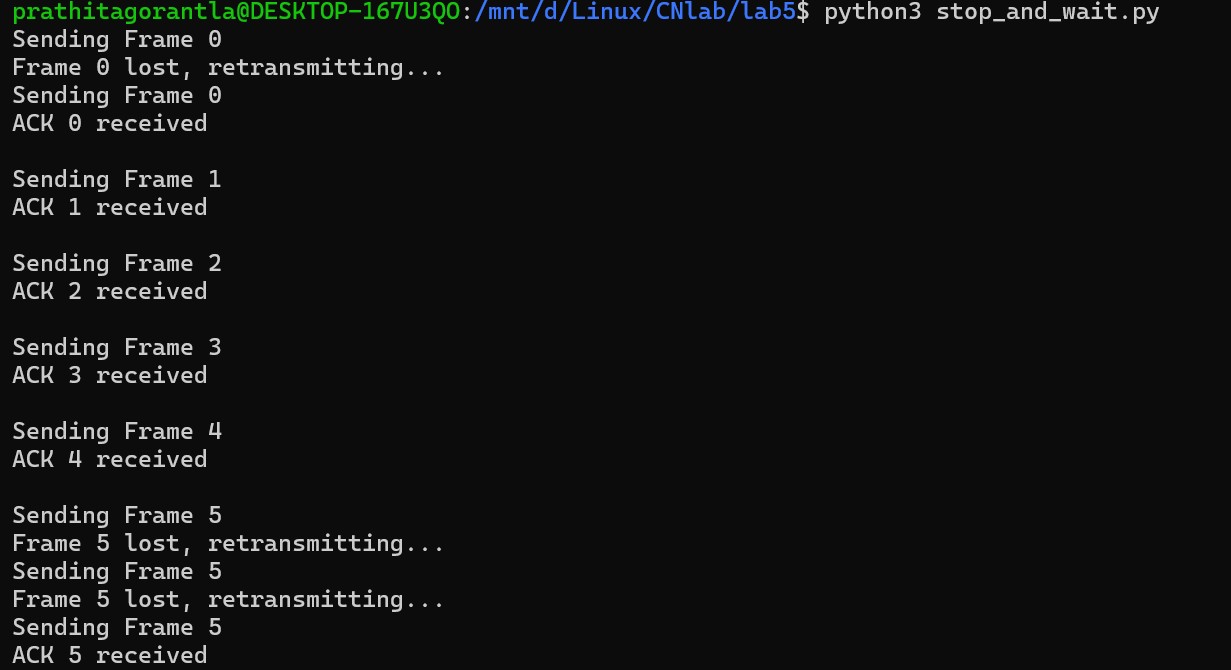 prathitagorantla@DESKTOP-167U3QO:/mnt/d/Linux/CNlab/lab5$ python3 stop_and_wait.py
Sending Frame 0
Frame 0 lost, retransmitting...
Sending Frame 0
ACK 0 received
Sending Frame 1
ACK 1 received
Sending Frame 2
ACK 2 received
Sending Frame 3
ACK 3 received
Sending Frame 4
ACK 4 received
Sending Frame 5
Frame 5 lost, retransmitting...
Sending Frame 5
Frame 5 lost, retransmitting...
Sending Frame 5
ACK 5 received